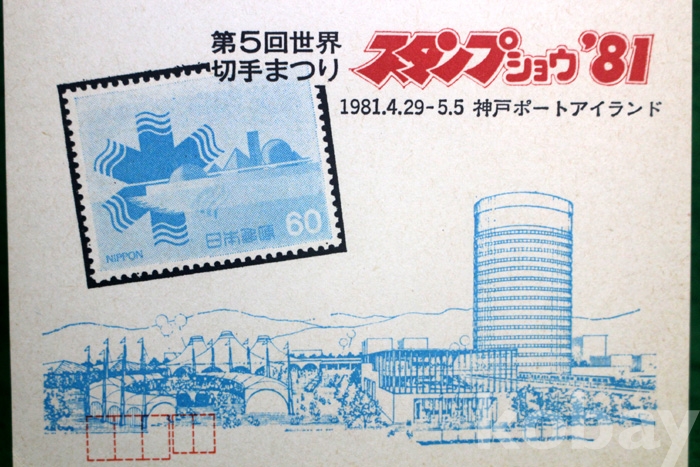 第5回世界
切手まつり
スタンプショウ'81
1981.4.29-5.5 神戸ポートアイランド
日本郵便 60
NIPPON
kobay